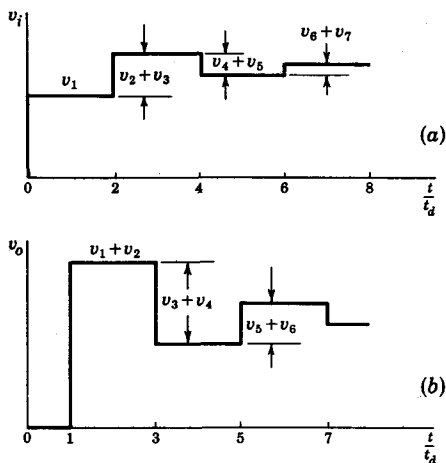 v_i
v_6 + v_7
v_1
v_2 + v_3
v_4 + v_5
(a)
0
2
4
6
8
t/t_d
v_o
v_1 + v_2
v_3 + v_4
v_5 + v_6
(b)
0
1
3
5
7
t/t_d